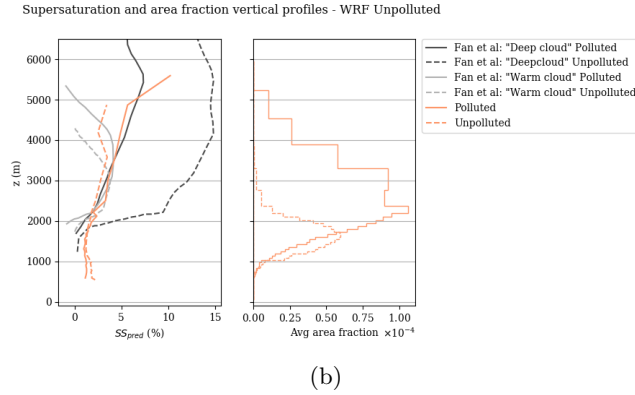 Supersaturation and area fraction vertical profiles - WRF Unpolluted
z (m)
6000
5000
4000
3000
2000
1000
0
0 5 10 15
SSpred (%)
0.00 0.25 0.50 0.75 1.00
Avg area fraction ×10−4
Fan et al: "Deep cloud" Polluted
Fan et al: "Deepcloud" Unpolluted
Fan et al: "Warm cloud" Polluted
Fan et al: "Warm cloud" Unpolluted
Polluted
Unpolluted
(b)